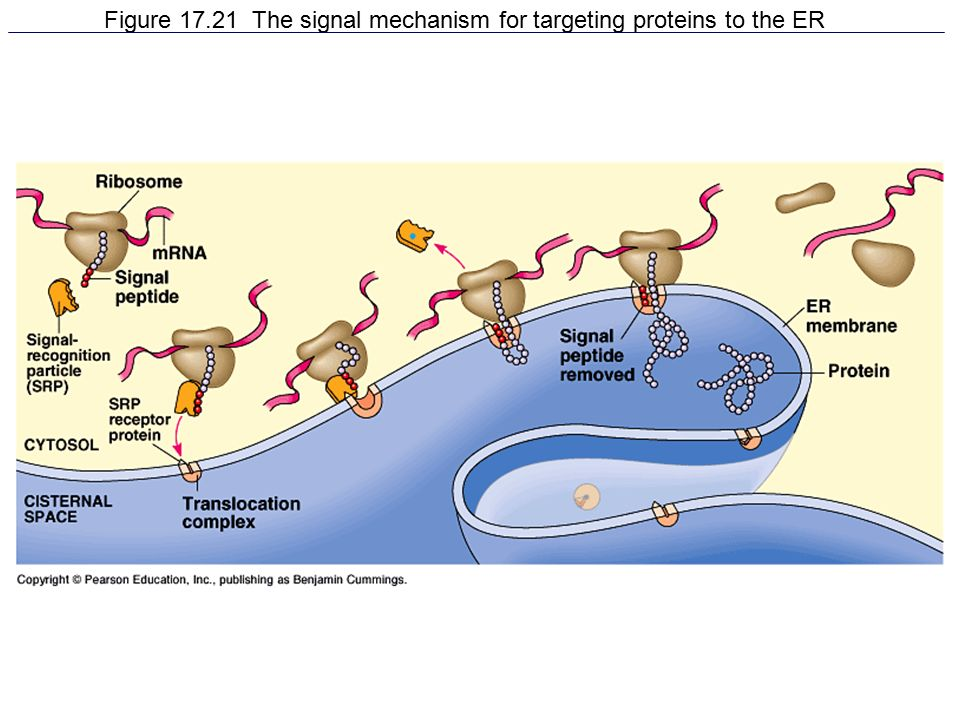 Figure 17.21 The signal mechanism for targeting proteins to the ER
Ribosome
mRNA
Signal
peptide
Signal-
recognition
particle
(SRP)
SRP
receptor
protein
CYTOSOL
CISTERNAL
SPACE
Translocation
complex
Signal
peptide
removed
ER
membrane
Protein
Copyright © Pearson Education, Inc., publishing as Benjamin Cummings.